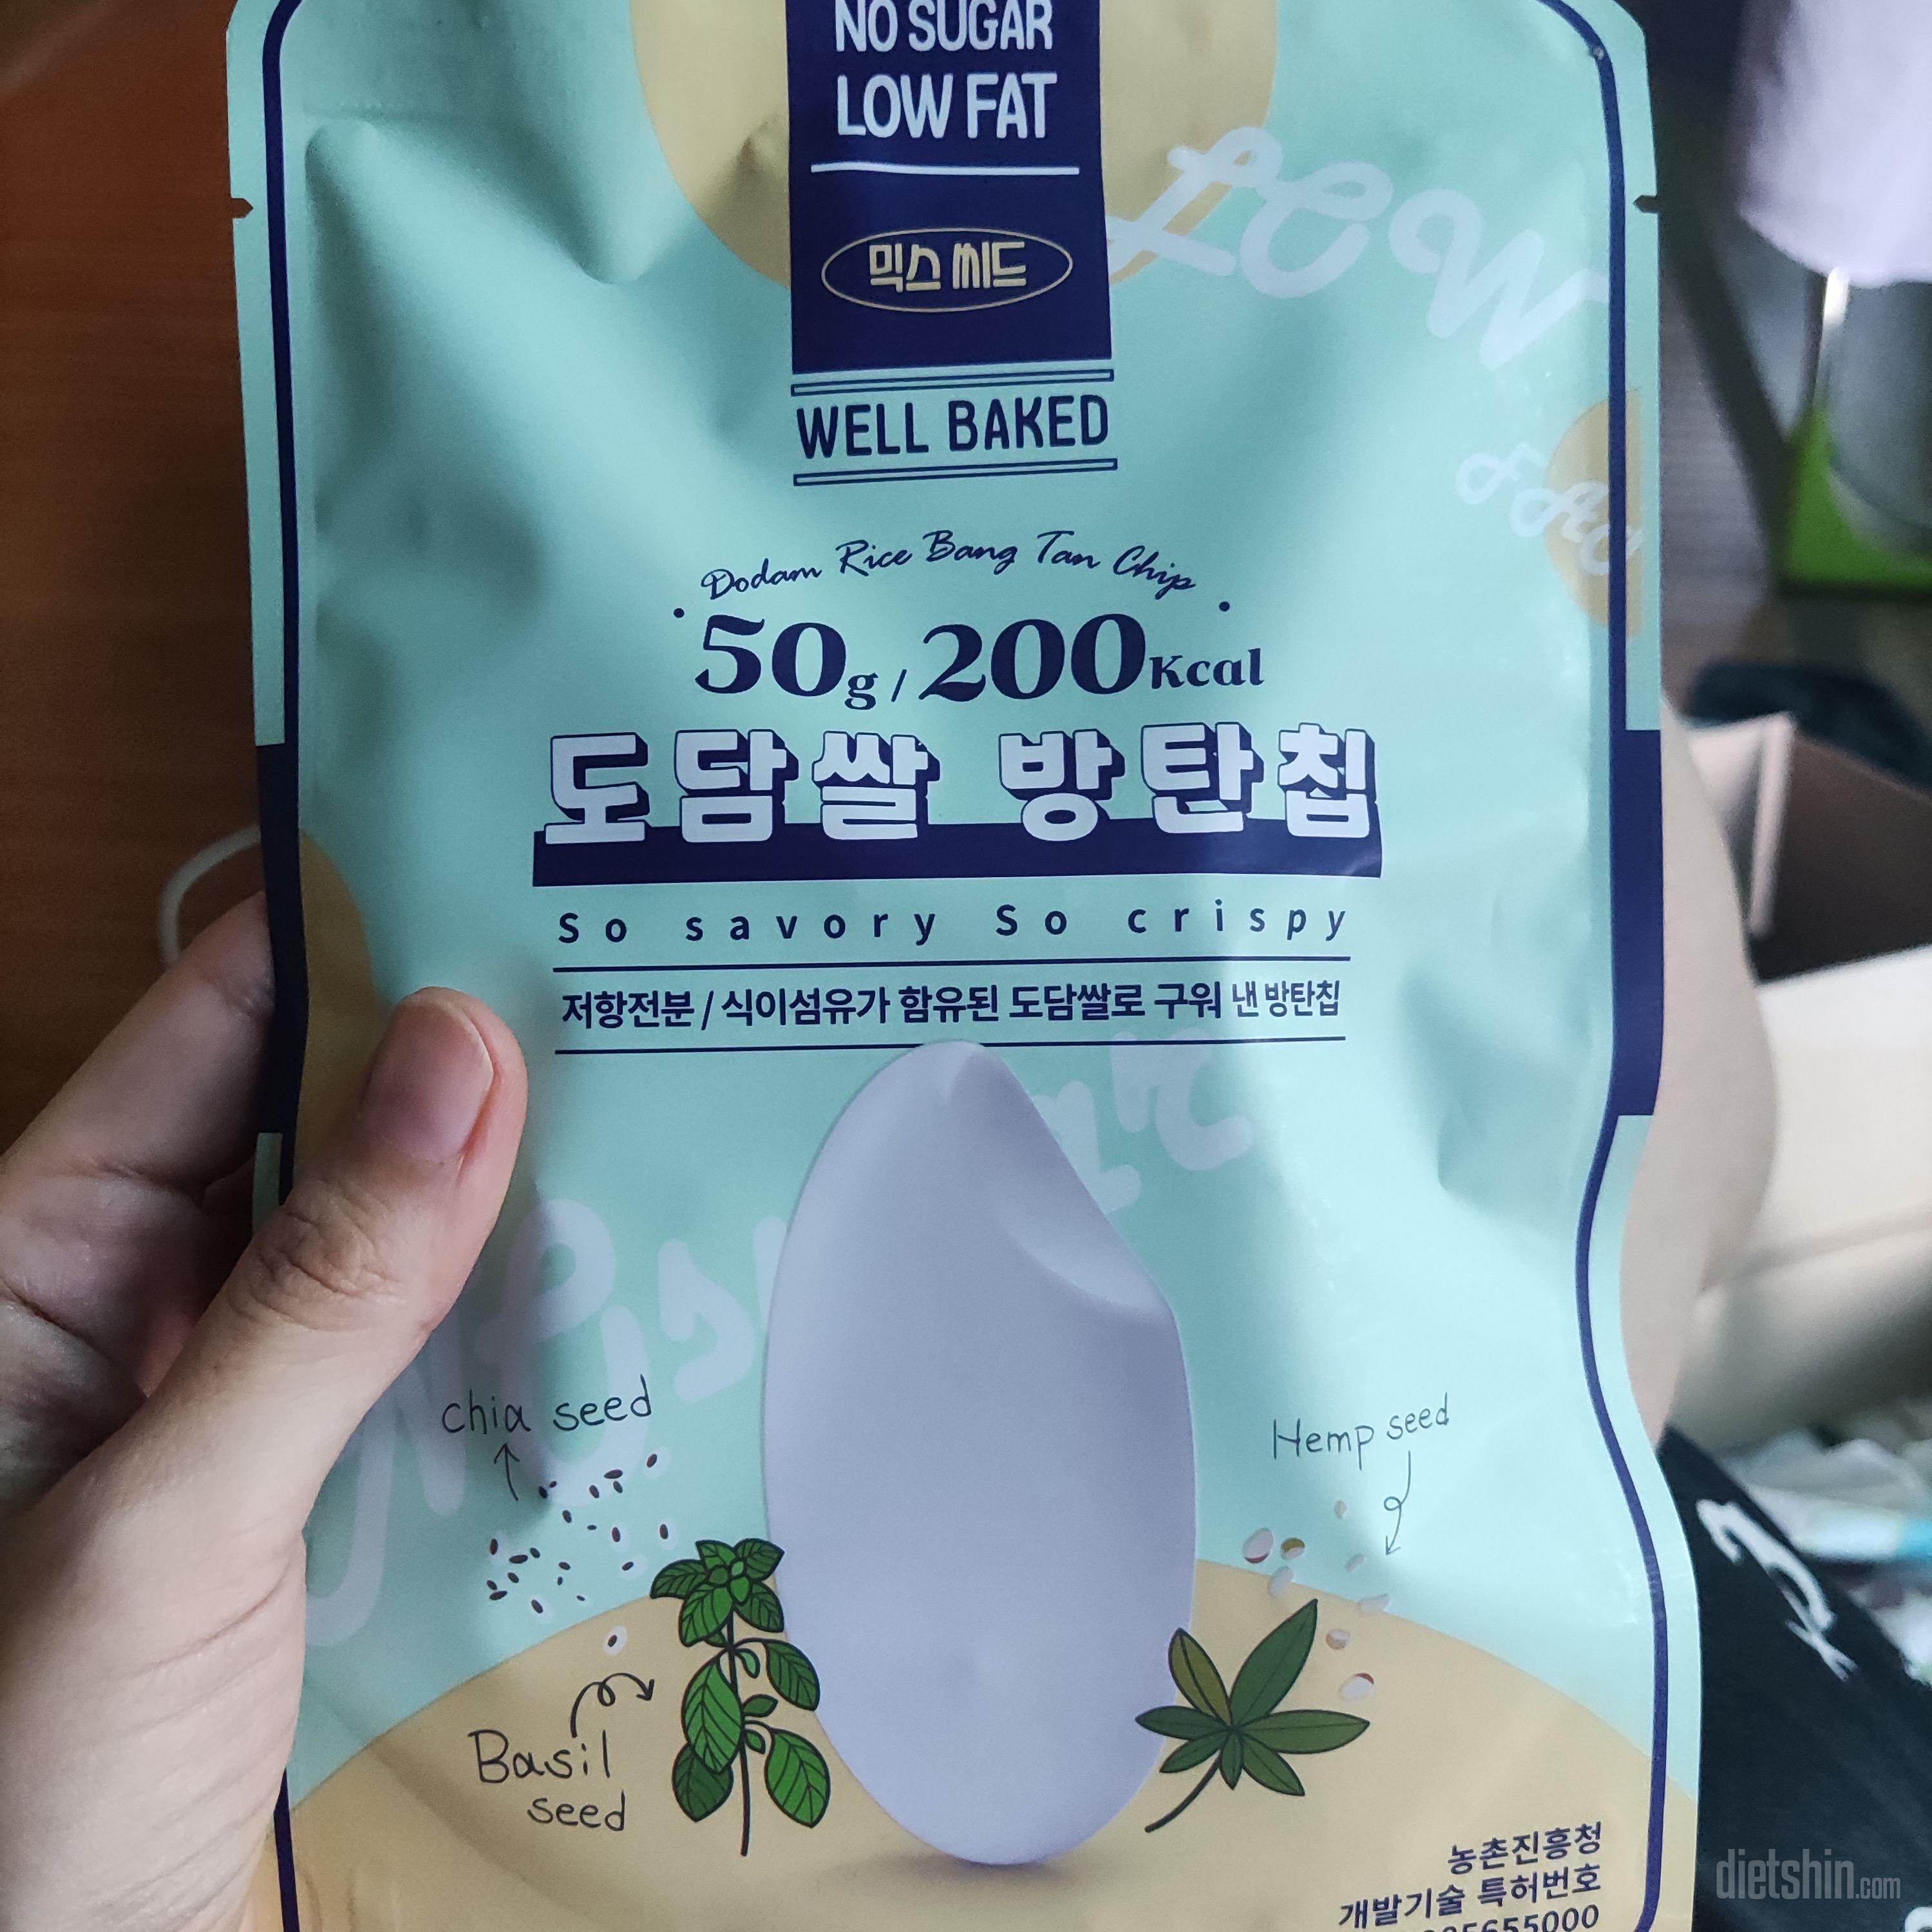 NO SUGAR
LOW FAT
믹스 씨드
WELL BAKED
LOW
Dodam Rice Bang Tan Chip
50g / 200Kcal
도담쌀 방탄칩
So savory So crispy
저항전분 / 식이섬유가 함유된 도담쌀로 구워 낸 방탄칩
chia seed
Hemp seed
Basil
seed
농촌진흥청
개발기술 특허번호
5655000
dietshin.com